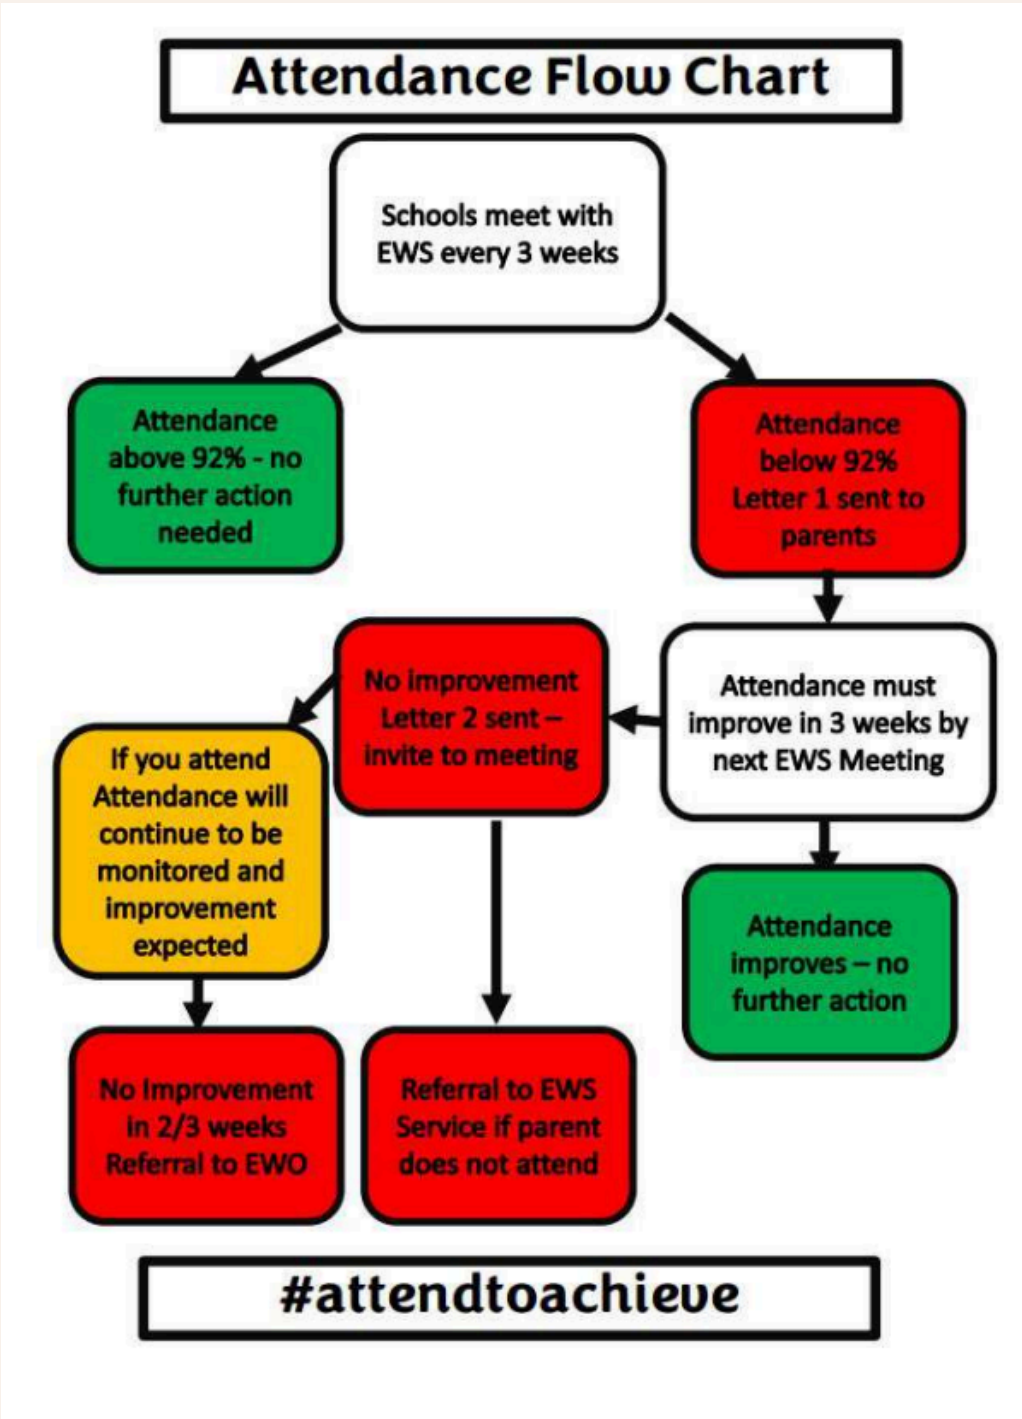 Attendance Flow Chart
Schools meet with
EWS every 3 weeks
Attendance
above 92% - no
further action
needed
Attendance
below 92%
Letter 1 sent to
parents
Attendance must
improve in 3 weeks by
next EWS Meeting
No improvement
Letter 2 sent –
invite to meeting
If you attend
Attendance will
continue to be
monitored and
improvement
expected
Attendance
improves – no
further action
No Improvement
in 2/3 weeks
Referral to EWO
Referral to EWS
Service if parent
does not attend
#attendtoachieve